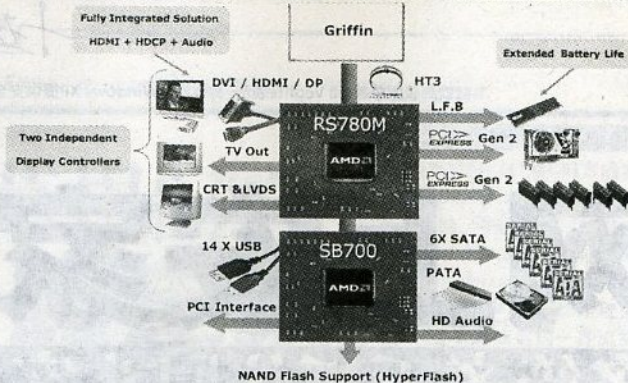 Fully Integrated Solution
HDMI + HDCP + Audio
Griffin
Extended Battery Life
HT3
DVI / HDMI / DP
L.F.B
RS780M
AMD
PCI EXPRESS Gen 2
Two Independent
Display Controllers
TV Out
PCI EXPRESS Gen 2
CRT &LVDS
14 X USB
SB700
6X SATA
AMD
PATA
PCI Interface
HD Audio
NAND Flash Support (HyperFlash)